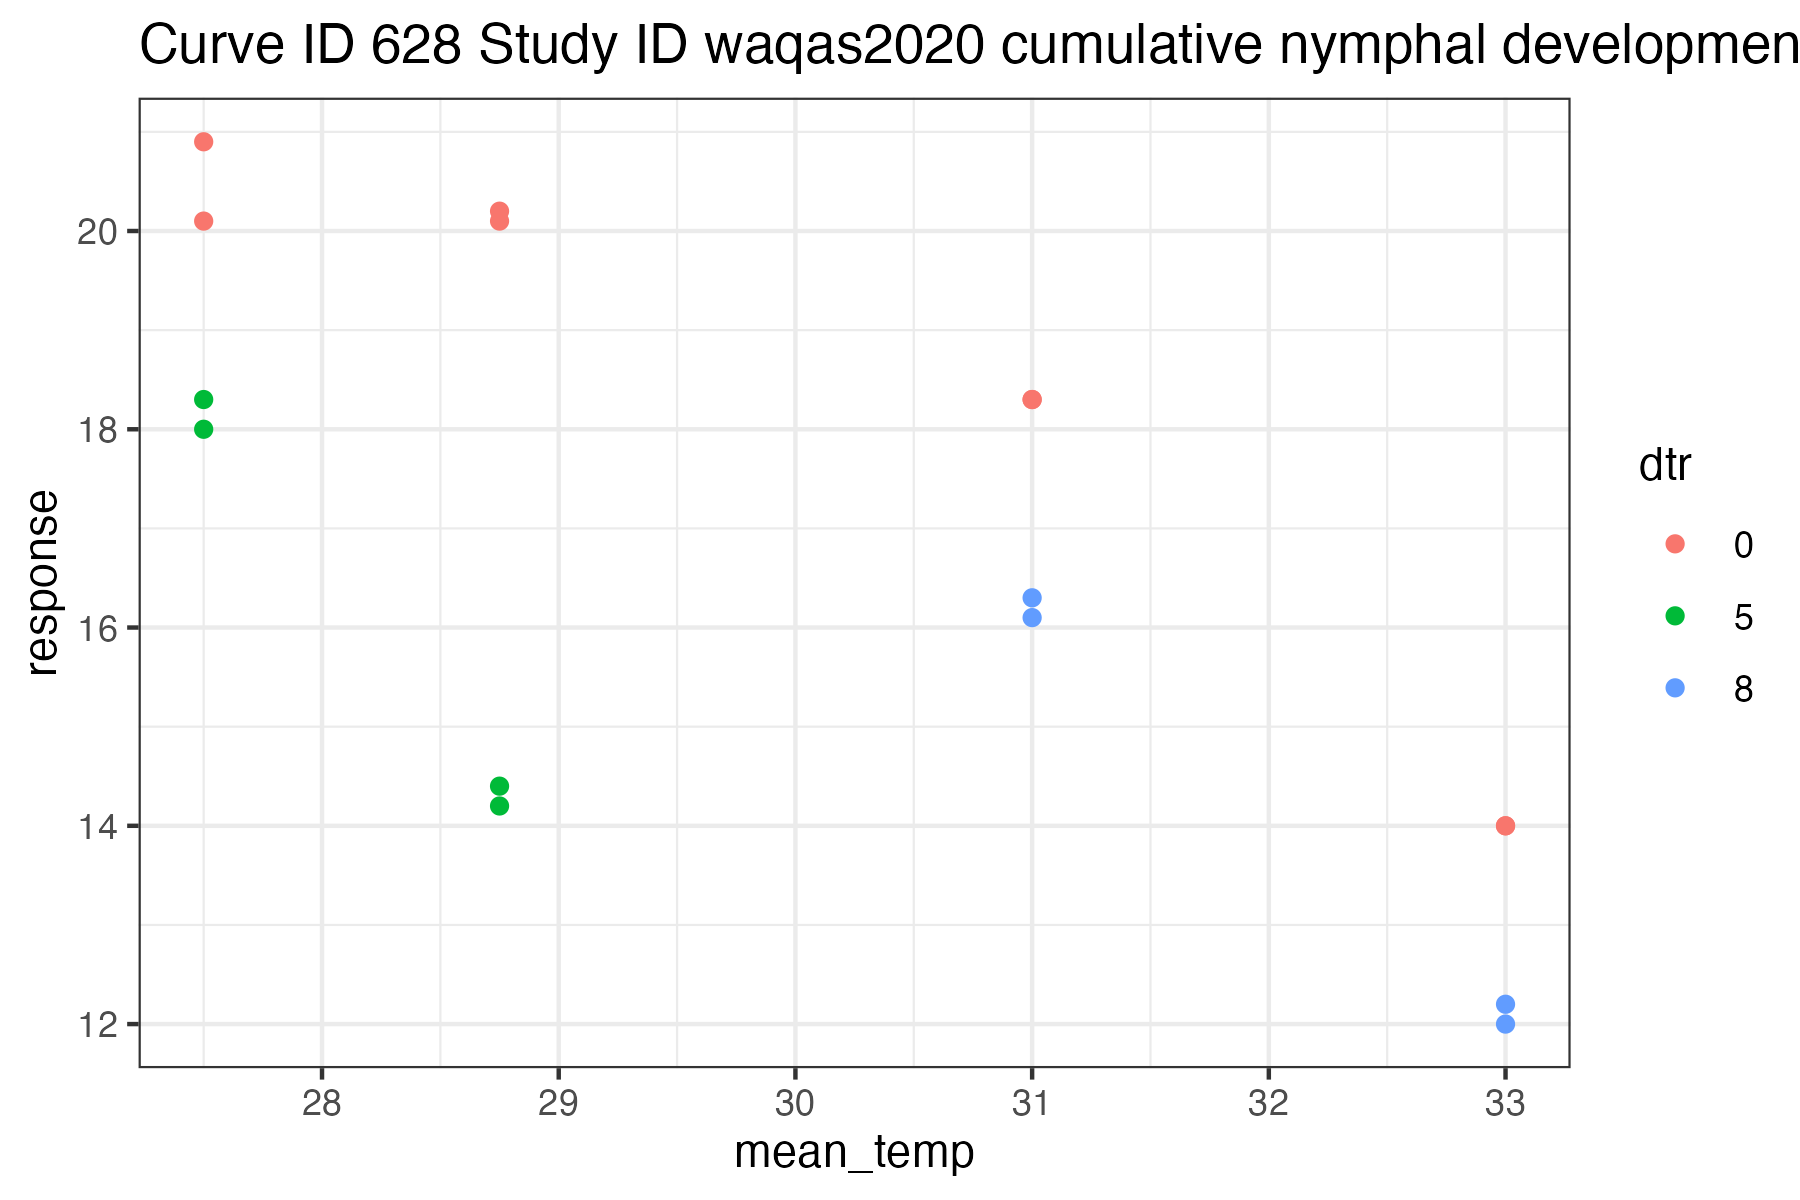 Curve ID 628 Study ID waqas2020 cumulative nymphal developmen
20
18
16
14
12
response
28 29 30 31 32 33
mean_temp
dtr
0
5
8